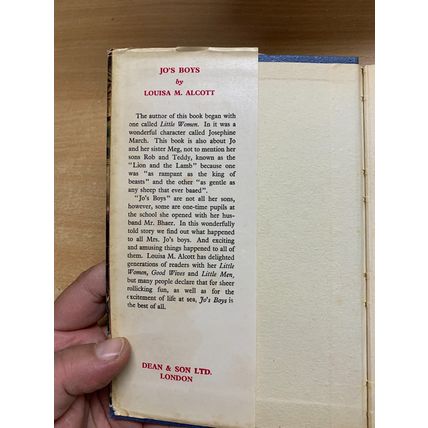 JO'S BOYS
by
LOUISA M. ALCOTT
The author of this book began with
one called Little Women. In it was a
wonderful character called Josephine
March. This book is also about Jo
and her sister Meg, not to mention her
sons Rob and Teddy, known as the
"Lion and the Lamb" because one
was "as rampant as the king of
beasts" and the other "as gentle as
any sheep that ever baaed".
"Jo's Boys" are not all her sons,
however, some are one-time pupils at
the school she opened with her hus-
band Mr. Bhaer. In this wonderfully
told story we find out what happened
to all Mrs. Jo's boys. And exciting
and amusing things happened to all of
them. Louisa M. Alcott has delighted
generations of readers with her Little
Women, Good Wives and Little Men,
but many people declare that for sheer
rollicking fun, as well as for the
excitement of life at sea, Jo's Boys is
the best of all.
DEAN & SON LTD.
LONDON